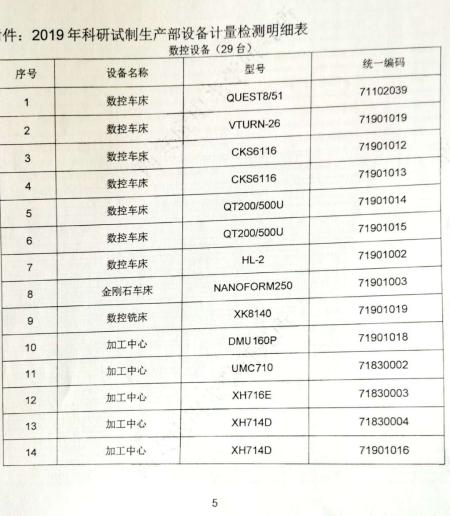 件：2019 年科研试制生产部设备计量检测明细表
数控设备（29 台）
序号 设备名称 型号 统一编码
1 数控车床 QUEST8/51 71102039
2 数控车床 VTURN-26 71901019
3 数控车床 CKS6116 71901012
4 数控车床 CKS6116 71901013
5 数控车床 QT200/500U 71901014
6 数控车床 QT200/500U 71901015
7 数控车床 HL-2 71901002
8 金刚石车床 NANOFORM250 71901003
9 数控铣床 XK8140 71901019
10 加工中心 DMU160P 71901018
11 加工中心 UMC710 71830002
12 加工中心 XH716E 71830003
13 加工中心 XH714D 71830004
14 加工中心 XH714D 71901016
5